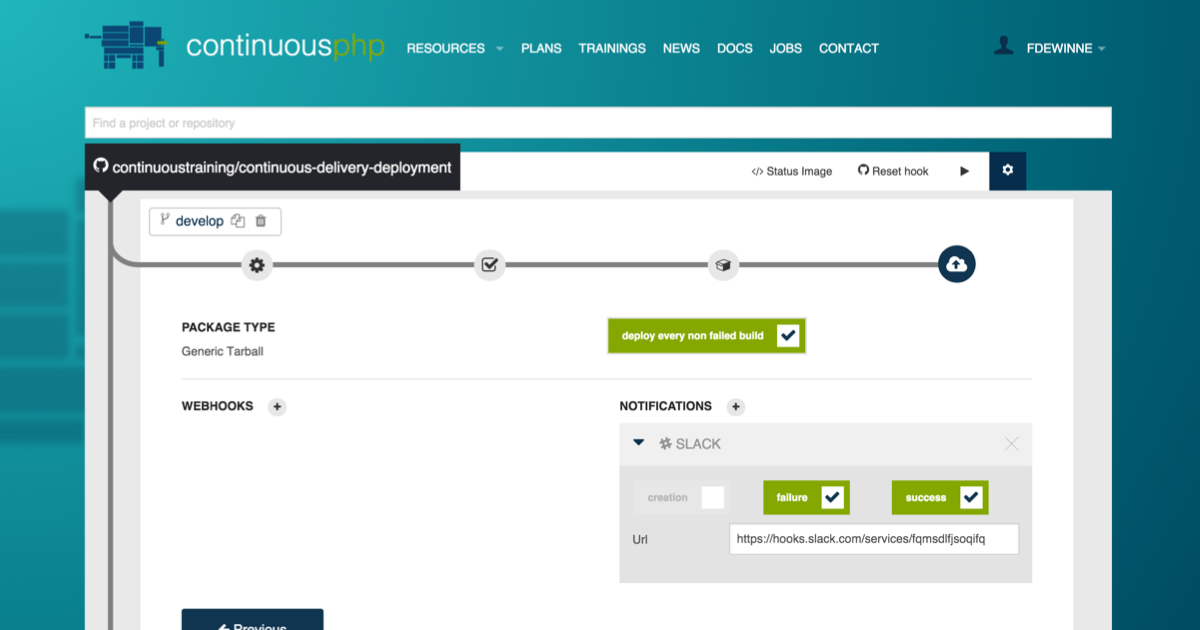 continuousphp RESOURCES PLANS TRAININGS NEWS DOCS JOBS CONTACT FDEWINNE
Find a project or repository
continuoustraining/continuous-delivery-deployment </> Status Image Reset hook
develop
PACKAGE TYPE
Generic Tarball
deploy every non failed build
WEBHOOKS +
NOTIFICATIONS +
SLACK
creation failure success
Url https://hooks.slack.com/services/fqmsdlfjsoqifq
Previous